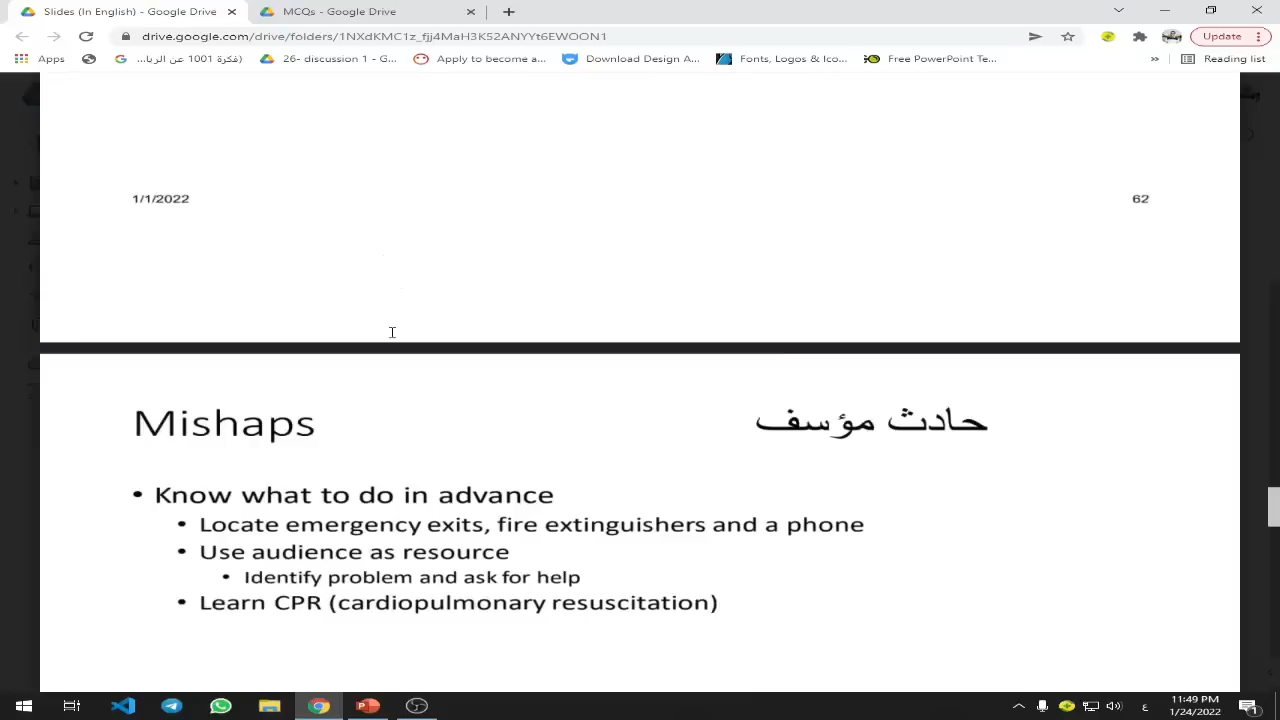 Slides (In English) - Google Drive
MCQs - Google Drive
drive.google.com/drive/folders/1NXdKMC1z_fjj4MaH3K52ANYYt6EWOON1
Update
Apps
فكرة 1001 عن الريا...)
26- discussion 1 - G...
Apply to become a...
Download Design A...
Fonts, Logos & Ico...
Free PowerPoint Te...
»
Reading list
1/1/2022
62
Mishaps
حادث مؤسف
• Know what to do in advance
• Locate emergency exits, fire extinguishers and a phone
• Use audience as resource
• Identify problem and ask for help
• Learn CPR (cardiopulmonary resuscitation)
ع
11:49 PM
1/24/2022